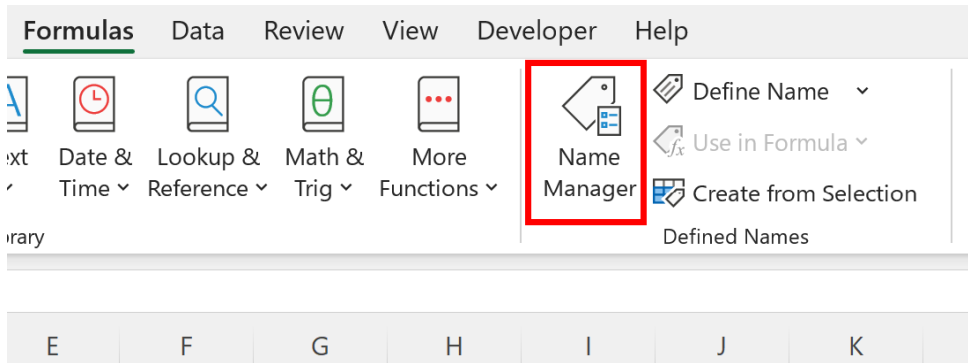 Formulas Data Review View Developer Help
Define Name
Use in Formula
Date & Lookup & Math & More Name
Time Reference Trig Functions Manager
Create from Selection
Defined Names
E F G H I J K